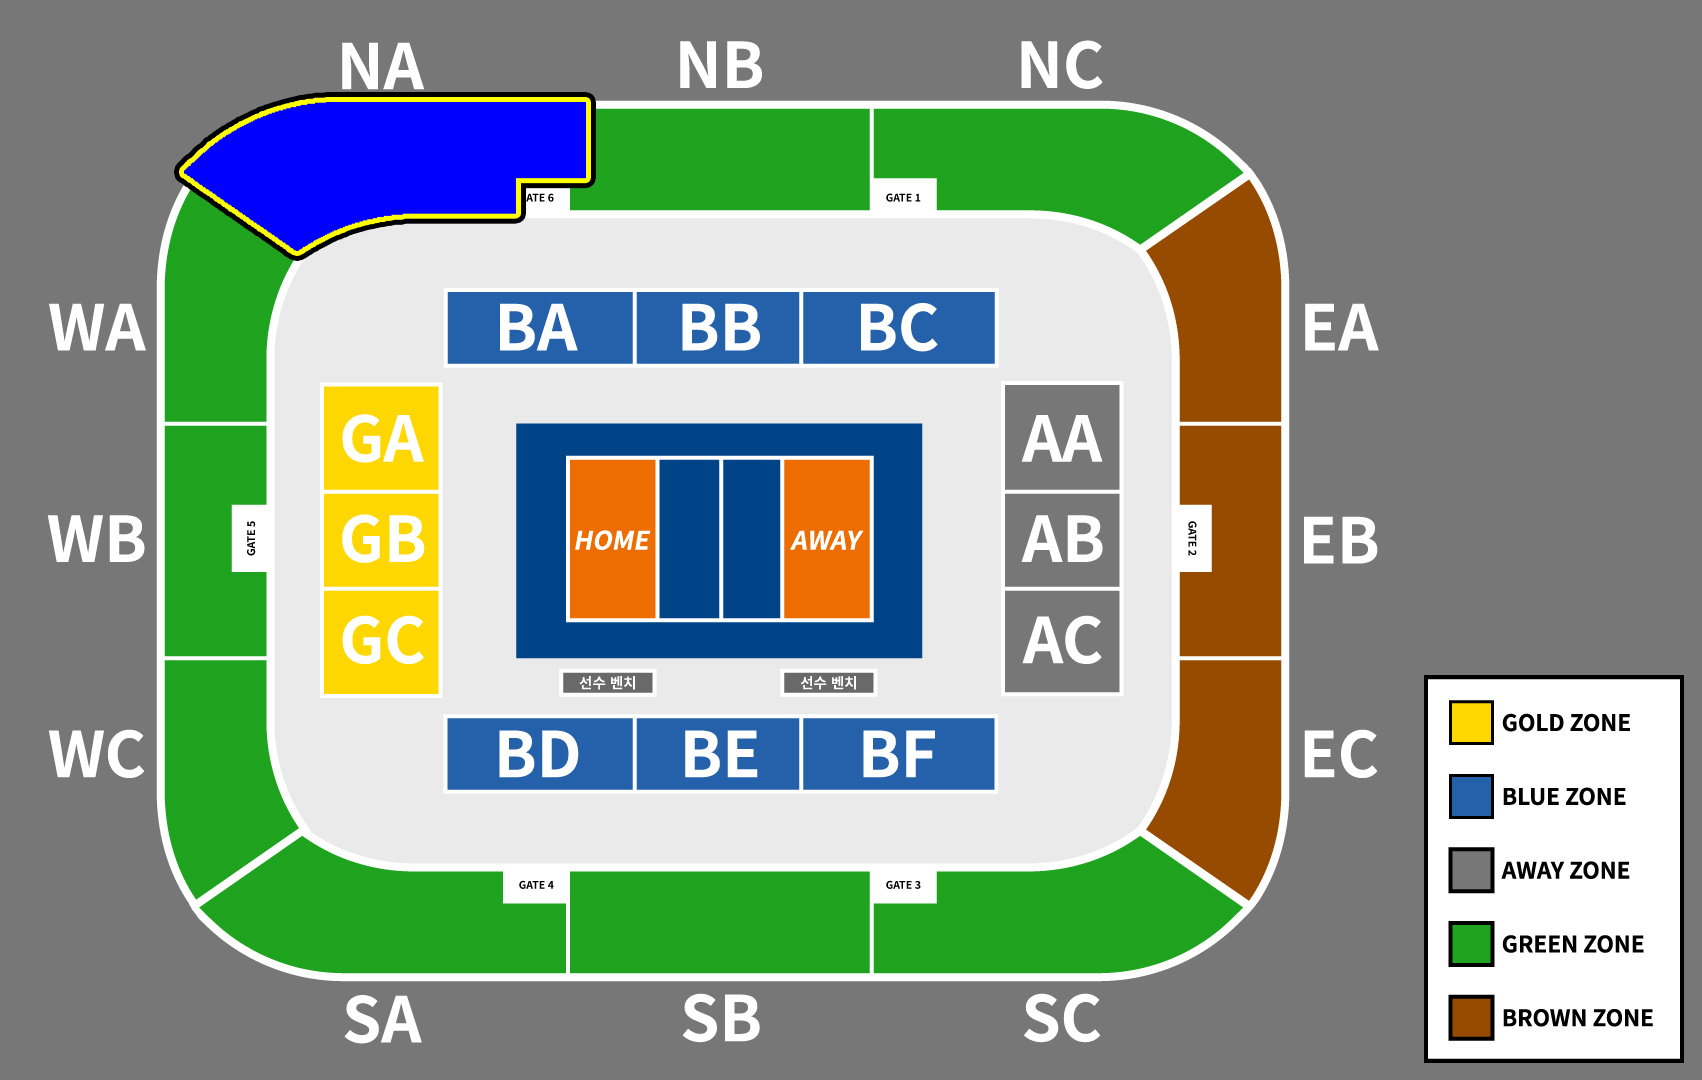 NA
NB
NC
ATE 6
GATE 1
WA
BA
BB
BC
EA
GA
AA
WB
GATE 5
GB
HOME
AWAY
AB
GATE 2
EB
GC
AC
선수 벤치
선수 벤치
WC
BD
BE
BF
EC
GATE 4
GATE 3
SA
SB
SC
GOLD ZONE
BLUE ZONE
AWAY ZONE
GREEN ZONE
BROWN ZONE